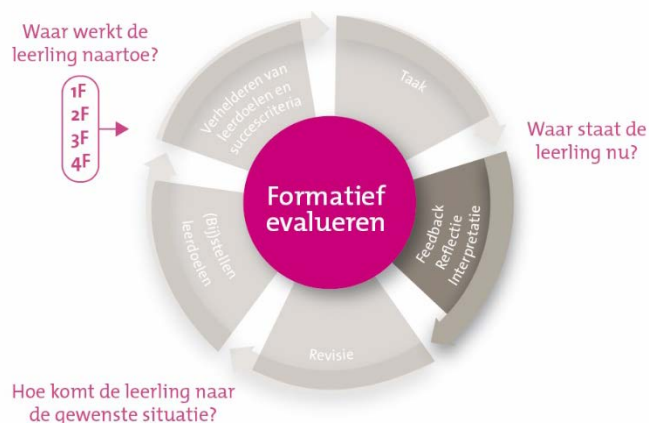 Waar werkt de
leerling naartoe?
1F
2F
3F
4F
Verhelderen van
leerdoelen en
succescriteria
Taak
Waar staat de
leerling nu?
Formatief
evalueren
Feedback
Reflectie
Interpretatie
(Bij)stellen
leerdoelen
Revisie
Hoe komt de leerling naar
de gewenste situatie?